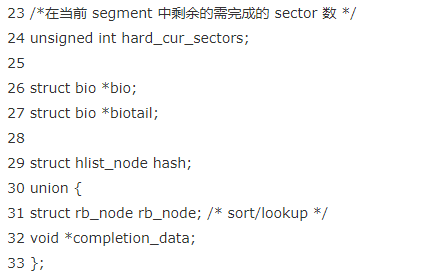 23 /*在当前 segment 中剩余的需完成的 sector 数 */
24 unsigned int hard_cur_sectors;
25
26 struct bio *bio;
27 struct bio *biotail;
28
29 struct hlist_node hash;
30 union {
31 struct rb_node rb_node; /* sort/lookup */
32 void *completion_data;
33 };